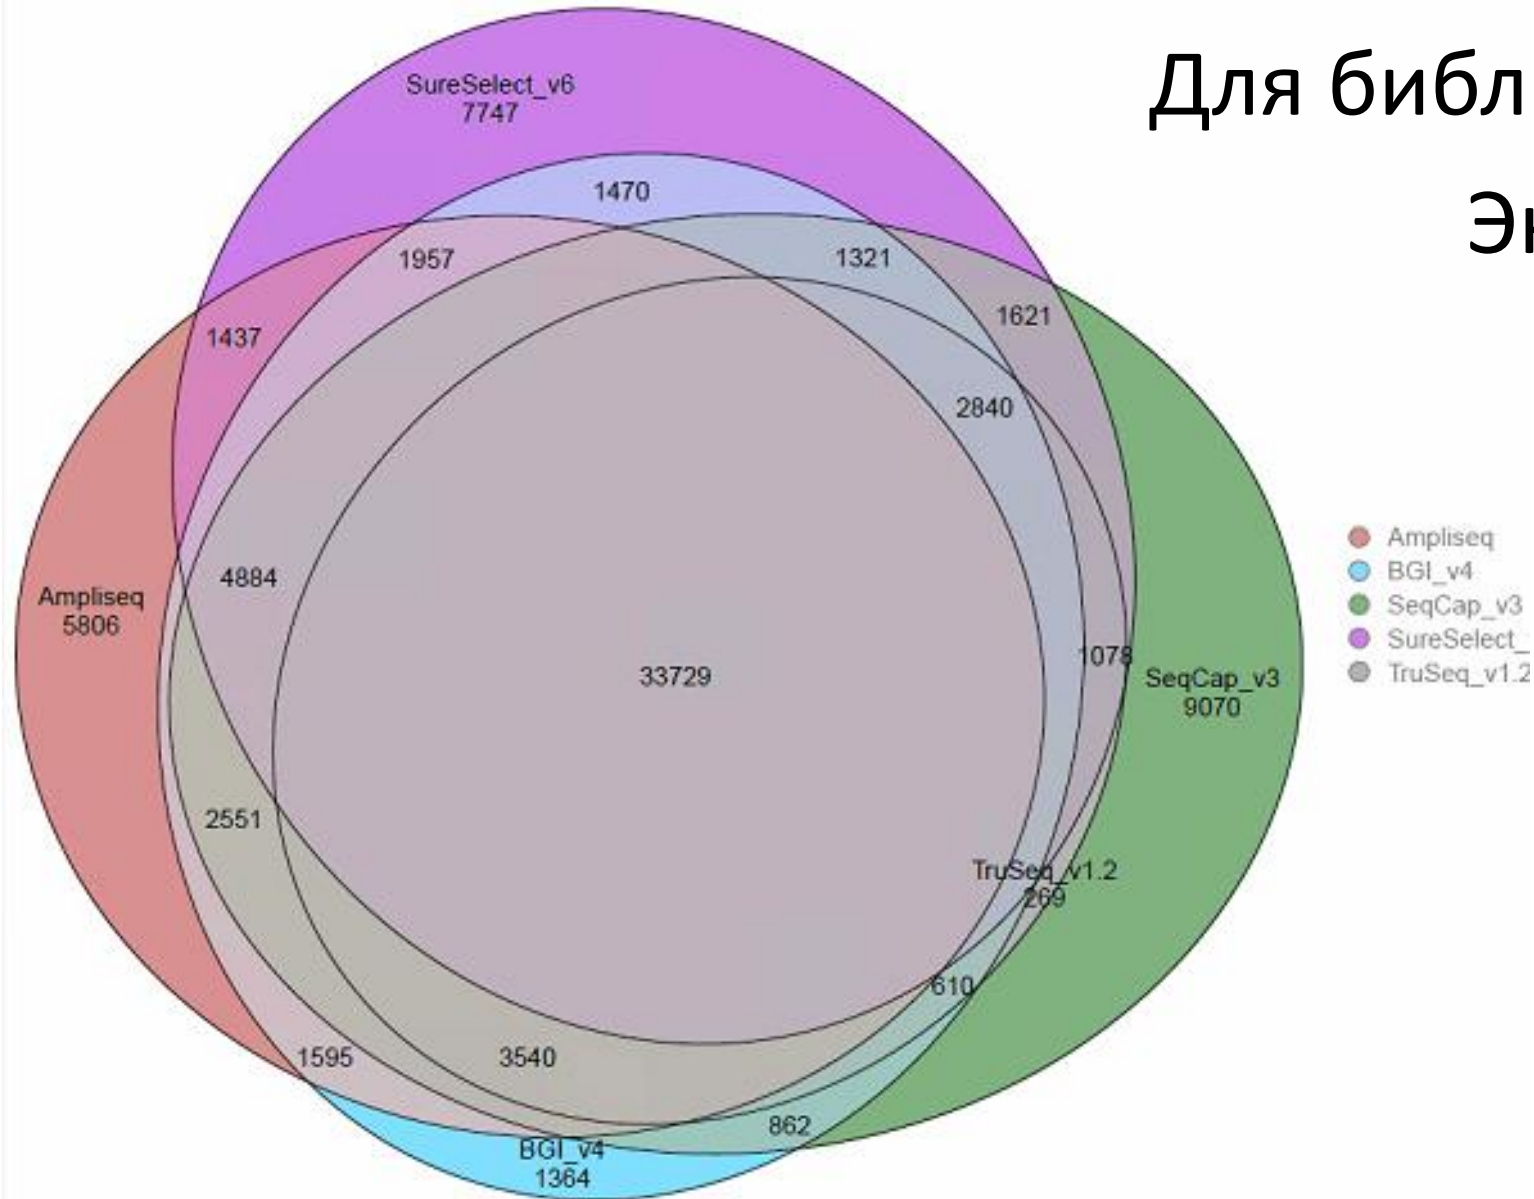 Для библ
Эк
SureSelect_v6
7747
1470
1957
1321
1437
1621
2840
4884
Ampliseq
5806
33729
1078
SeqCap_v3
9070
2551
TruSeq_v1.2
269
610
1595
3540
862
BGI_v4
1364
Ampliseq
BGI_v4
SeqCap_v3
SureSelect_
TruSeq_v1.2